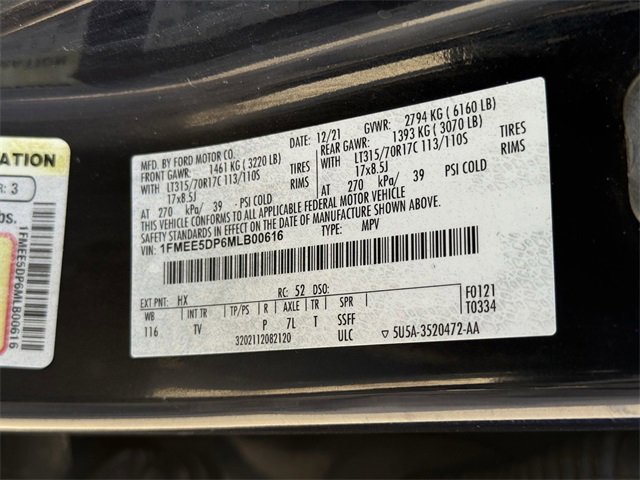 ATION
R: 3
bs.
1FMEE5DP6MLB00616
MFD. BY FORD MOTOR CO.
DATE: 12/21 GVWR: 2794 KG ( 6160 LB)
FRONT GAWR: 1461 KG ( 3220 LB) REAR GAWR: 1393 KG ( 3070 LB)
WITH LT315/70R17C 113/110S TIRES WITH LT315/70R17C 113/110S TIRES
17x8.5J RIMS 17x8.5J RIMS
AT 270 kPa/ 39 PSI COLD AT 270 kPa/ 39 PSI COLD
THIS VEHICLE CONFORMS TO ALL APPLICABLE FEDERAL MOTOR VEHICLE
SAFETY STANDARDS IN EFFECT ON THE DATE OF MANUFACTURE SHOWN ABOVE.
VIN: 1FMEE5DP6MLB00616 TYPE: MPV
EXT PNT: HX RC: 52 DSO: F0121
WB INT TR TP/PS R AXLE TR SPR T0334
116 TV P 7L T SSFF
3202112082120 ULC ▽ 5U5A-3520472-AA